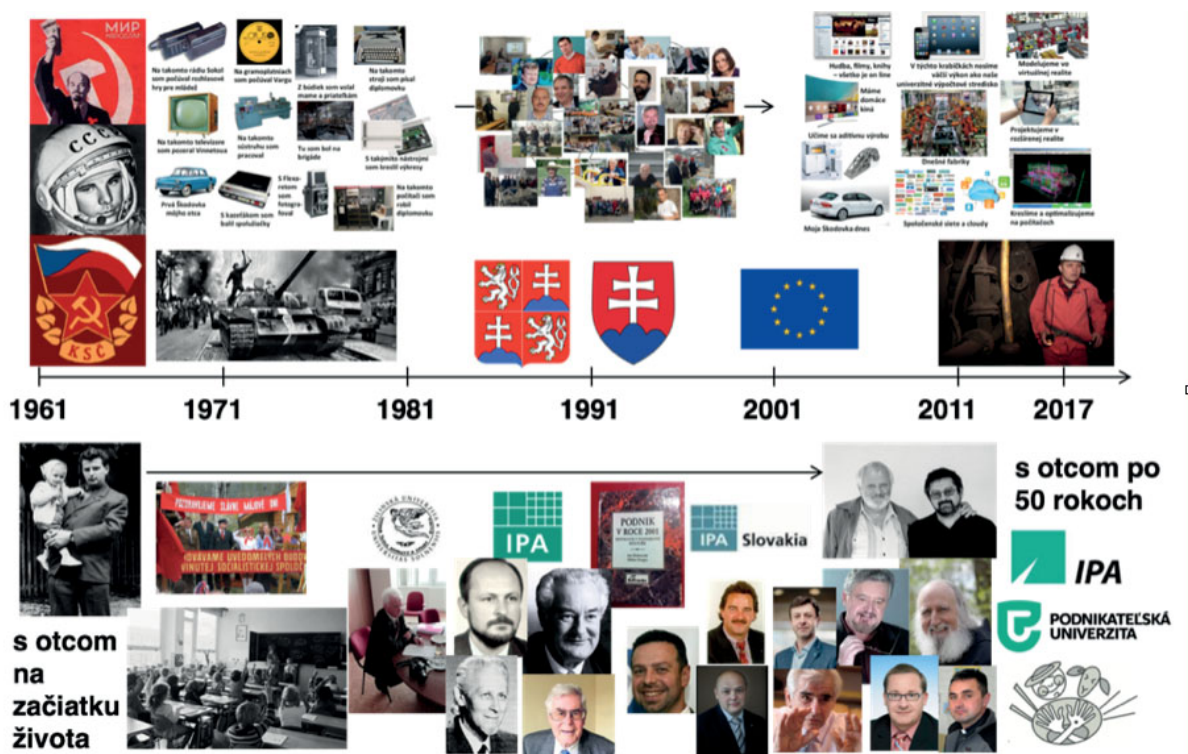 МИР
НАРОДАМ
СССР
KSČ
Na takomto rádiu Sokol
som počúval rozhlasové
hry pre mládež
Na gramoplatniach
som počúval Vargu
Z búdiek som volal
mame a priateľkám
Na takomto
stroji som písal
diplomovku
Na takomto televízore
som pozeral Vinnetoua
Na takomto
sústruhu som
pracoval
Tu som bol na
brigáde
S takýmito nástrojmi
som kreslil výkresy
Prvá Škodovka
môjho otca
S kazeťákom som
balil spolužiačky
S Flexa-
retom som
fotogra-
foval
Na takomto
počítači som
robil
diplomovku
Hudba, filmy, knihy
– všetko je on line
V týchto krabičkách nosíme
väčší výkon ako naše
univerzitné výpočtové stredisko
Modelujeme vo
virtuálnej realite
Máme
domáce
kiná
Učíme sa aditívnu výrobu
Dnešné fabriky
Projektujeme v
rozšírenej realite
Moja Škodovka dnes
Spoločenské siete a cloudy
Kreslíme a optimalizujeme
na počítačoch
1961
1971
1981
1991
2001
2011
2017
s otcom
na
začiatku
života
POZDRAVUJEME SLÁVNE MÁJOVÉ DNI
IPA
PODNIK
V ROCE 2001
IPA Slovakia
s otcom po
50 rokoch
IPA
PODNIKATEĽSKÁ
UNIVERZITA